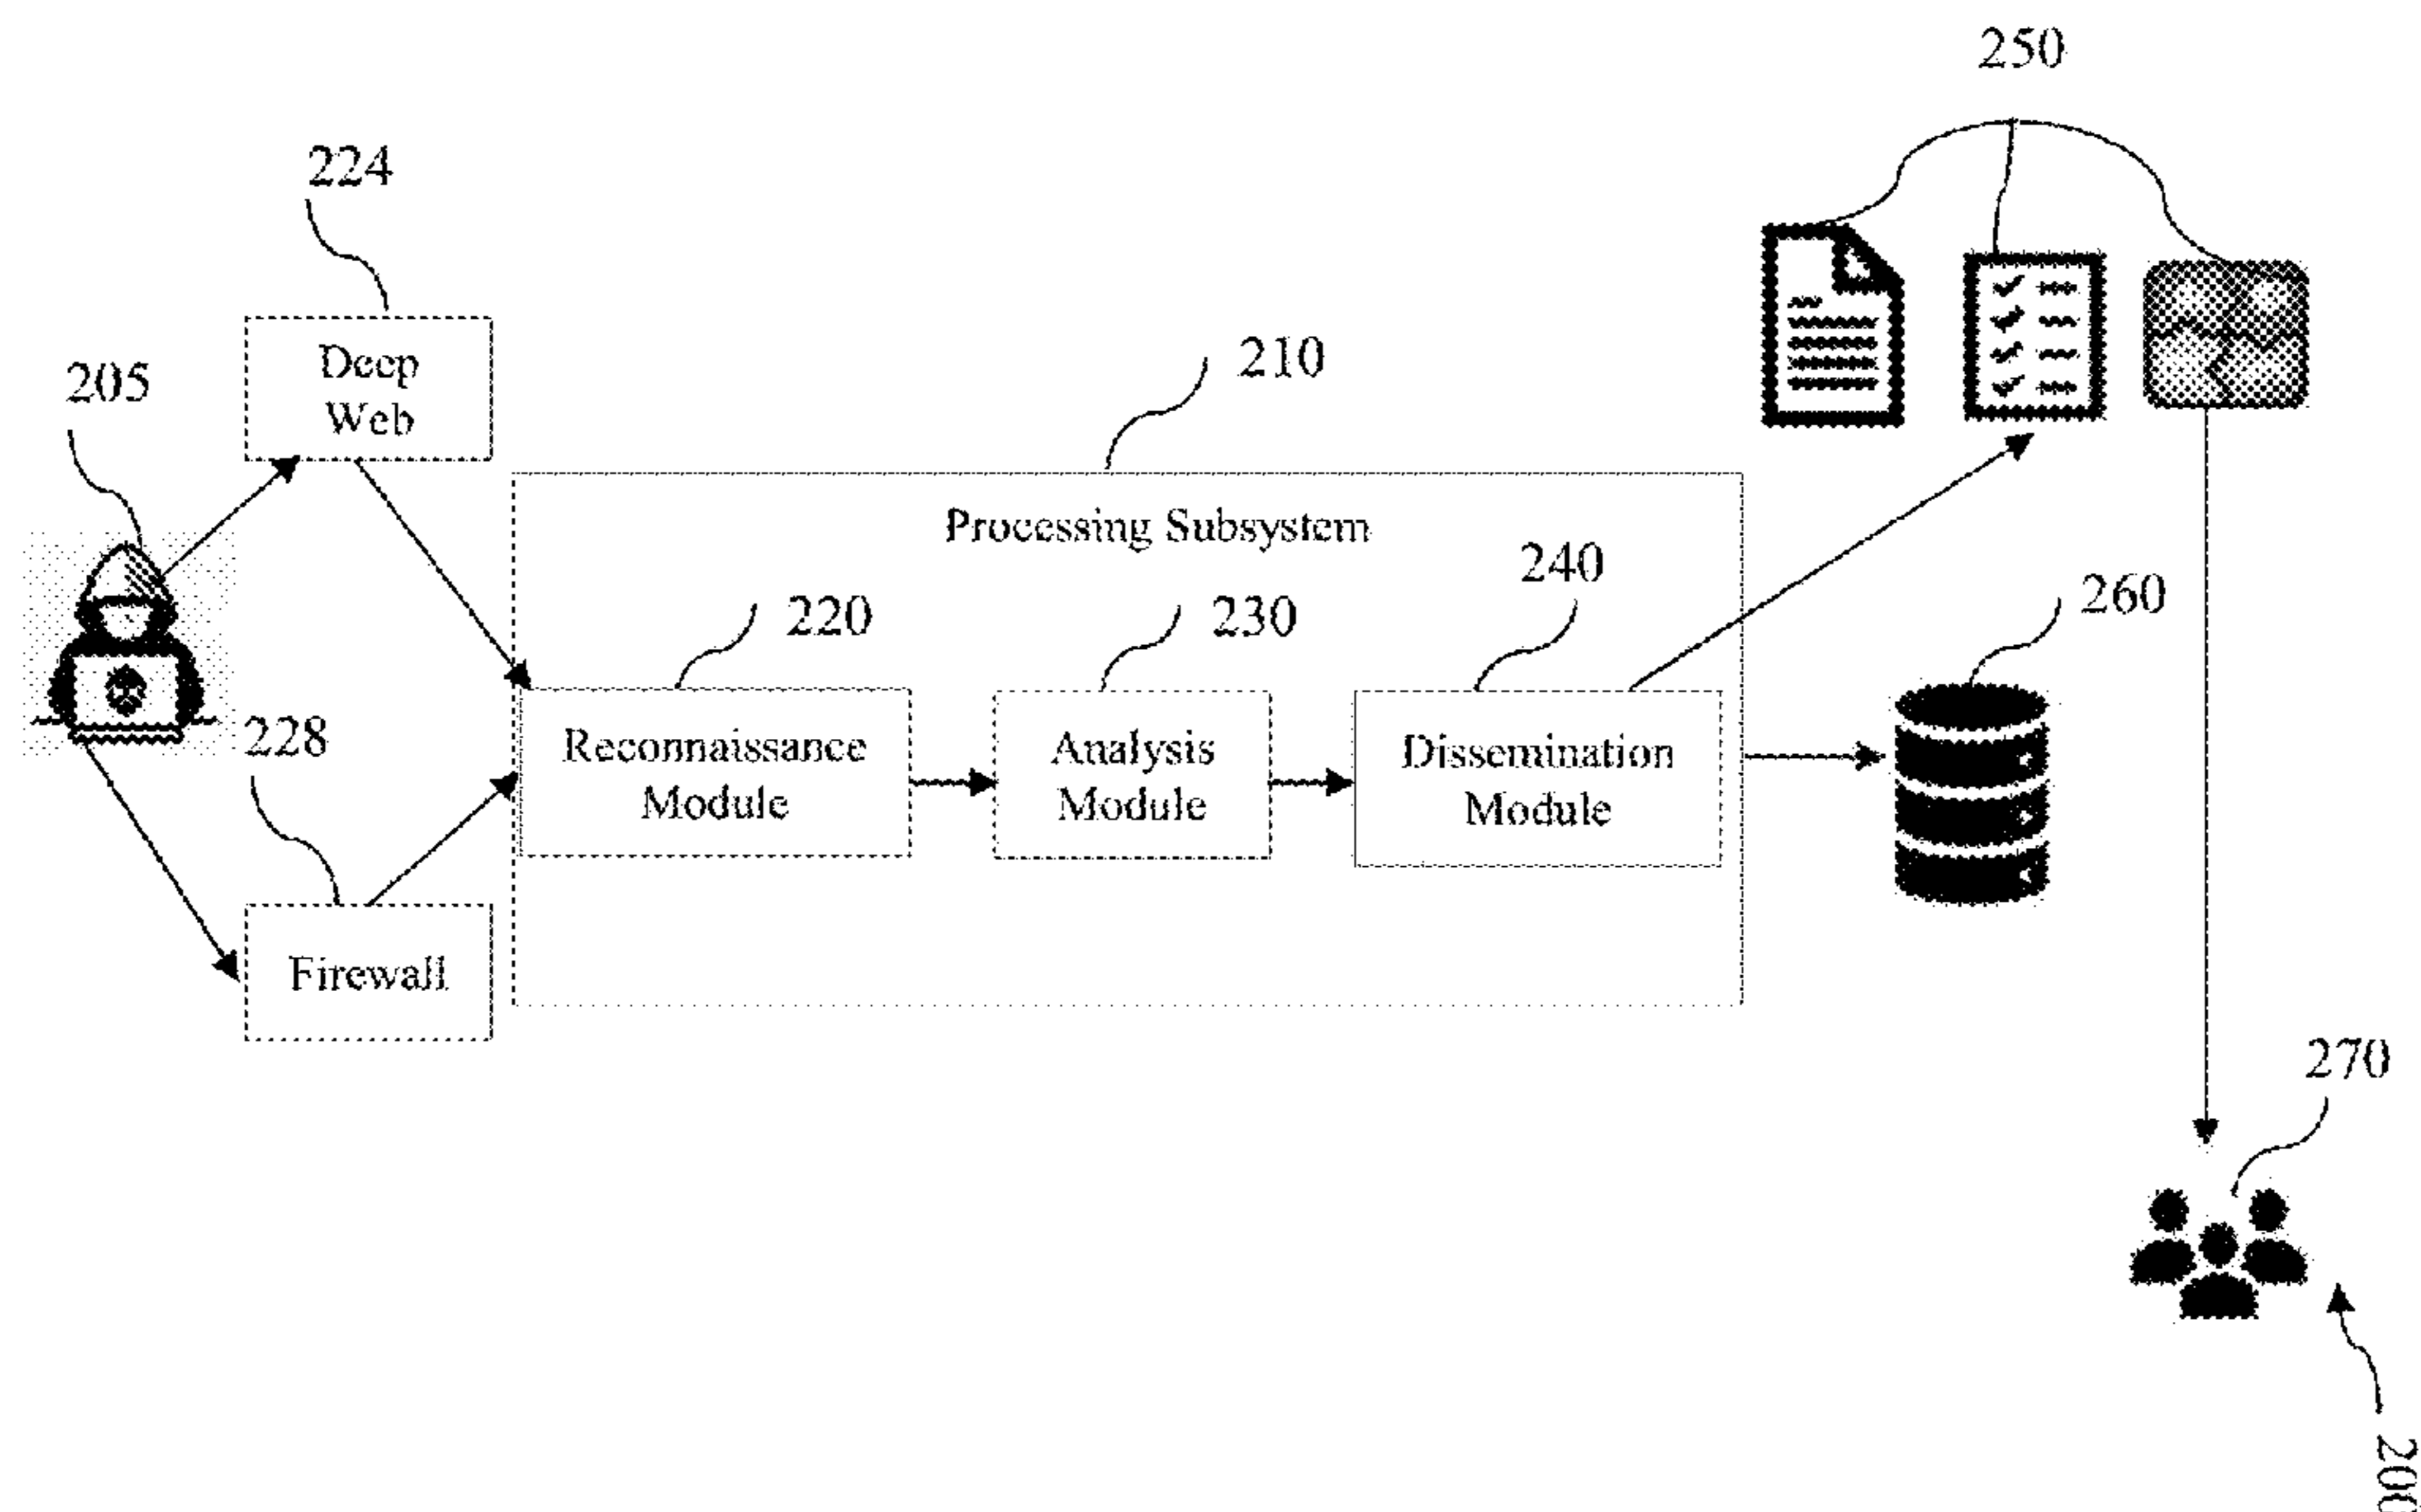 250
224
210
Deep
Web
205
Processing Subsystem
240
260
220
230
228
Reconnaissance
Module
Analysis
Module
Dissemination
Module
Firewall
270
200